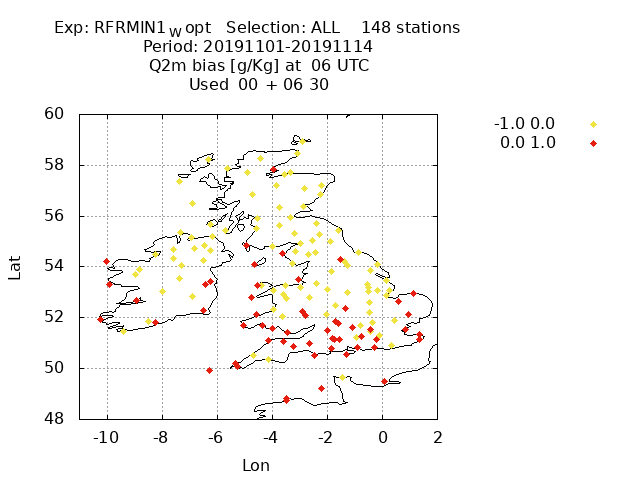 Exp: RFRMIN1_W opt Selection: ALL 148 stations
Period: 20191101-20191114
Q2m bias [g/Kg] at 06 UTC
Used 00 + 06 30
-1.0 0.0
0.0 1.0
60
58
56
54
52
50
48
Lat
-10 -8 -6 -4 -2 0 2
Lon